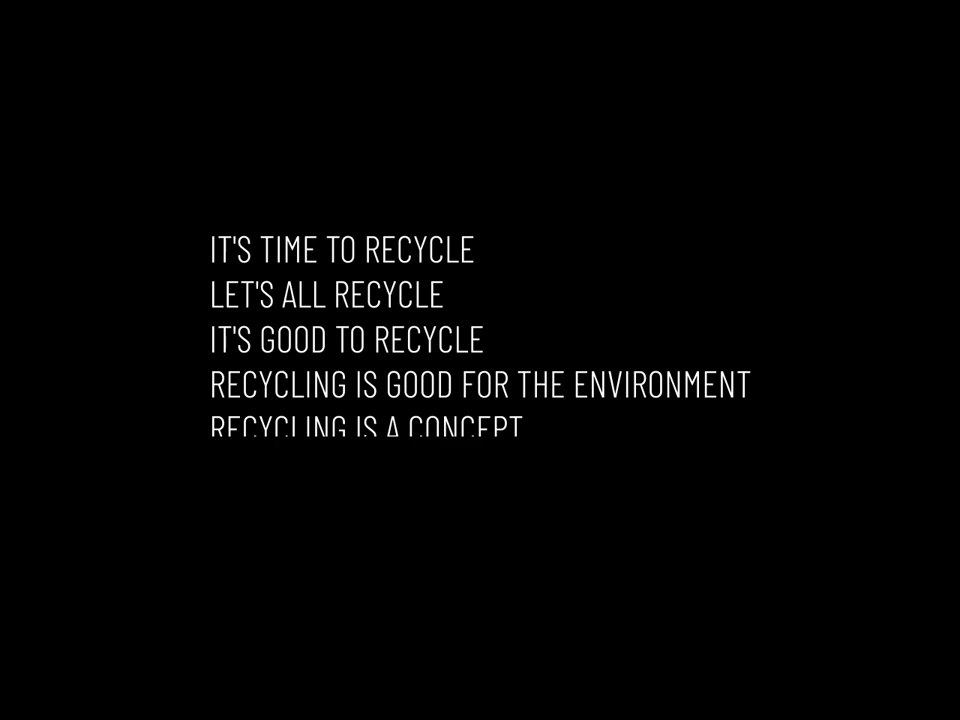 IT'S TIME TO RECYCLE
LET'S ALL RECYCLE
IT'S GOOD TO RECYCLE
RECYCLING IS GOOD FOR THE ENVIRONMENT
RECYCLING IS A CONCEPT